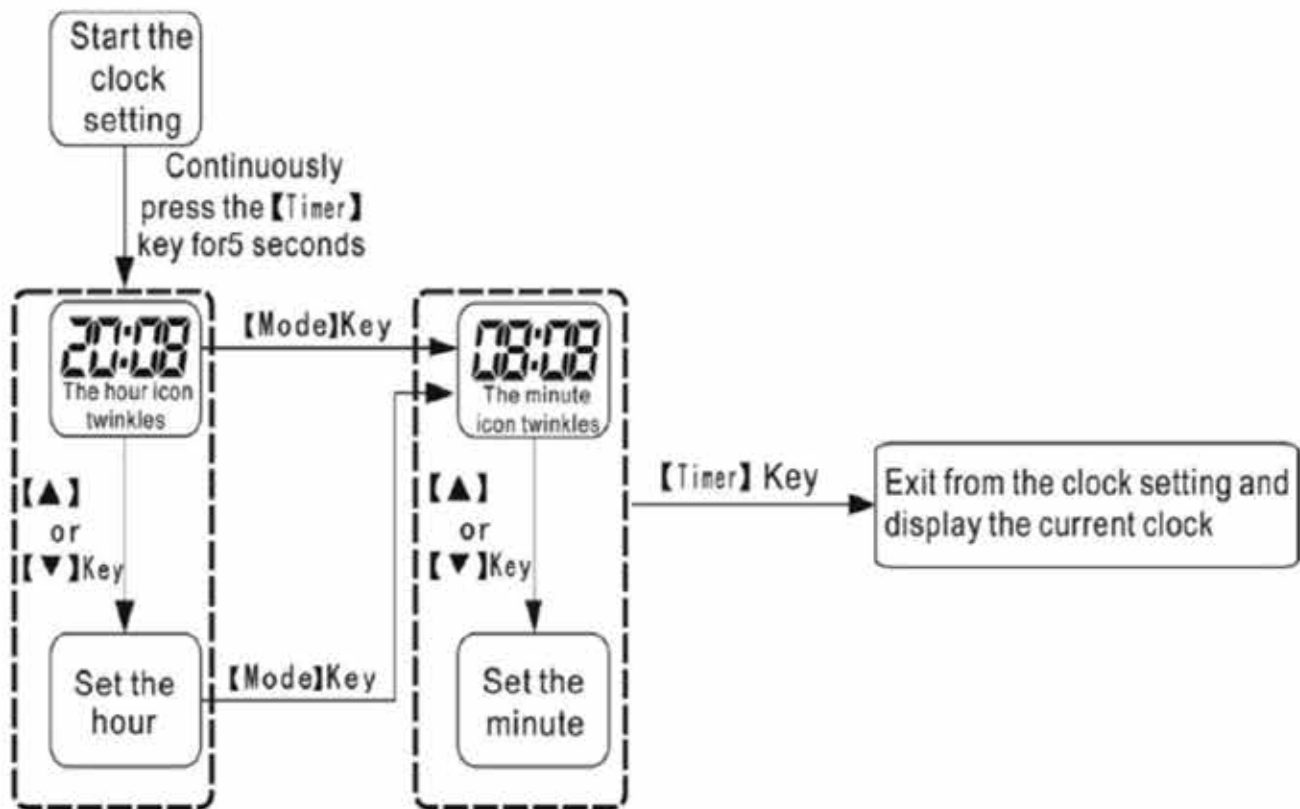 Start the
clock
setting
Continuously
press the【Timer】
key for5 seconds
20:08
The hour icon
twinkles
【Mode】Key
08:08
The minute
icon twinkles
【▲】
or
【▼】Key
【▲】
or
【▼】Key
【Timer】 Key
Exit from the clock setting and
display the current clock
Set the
hour
【Mode】Key
Set the
minute